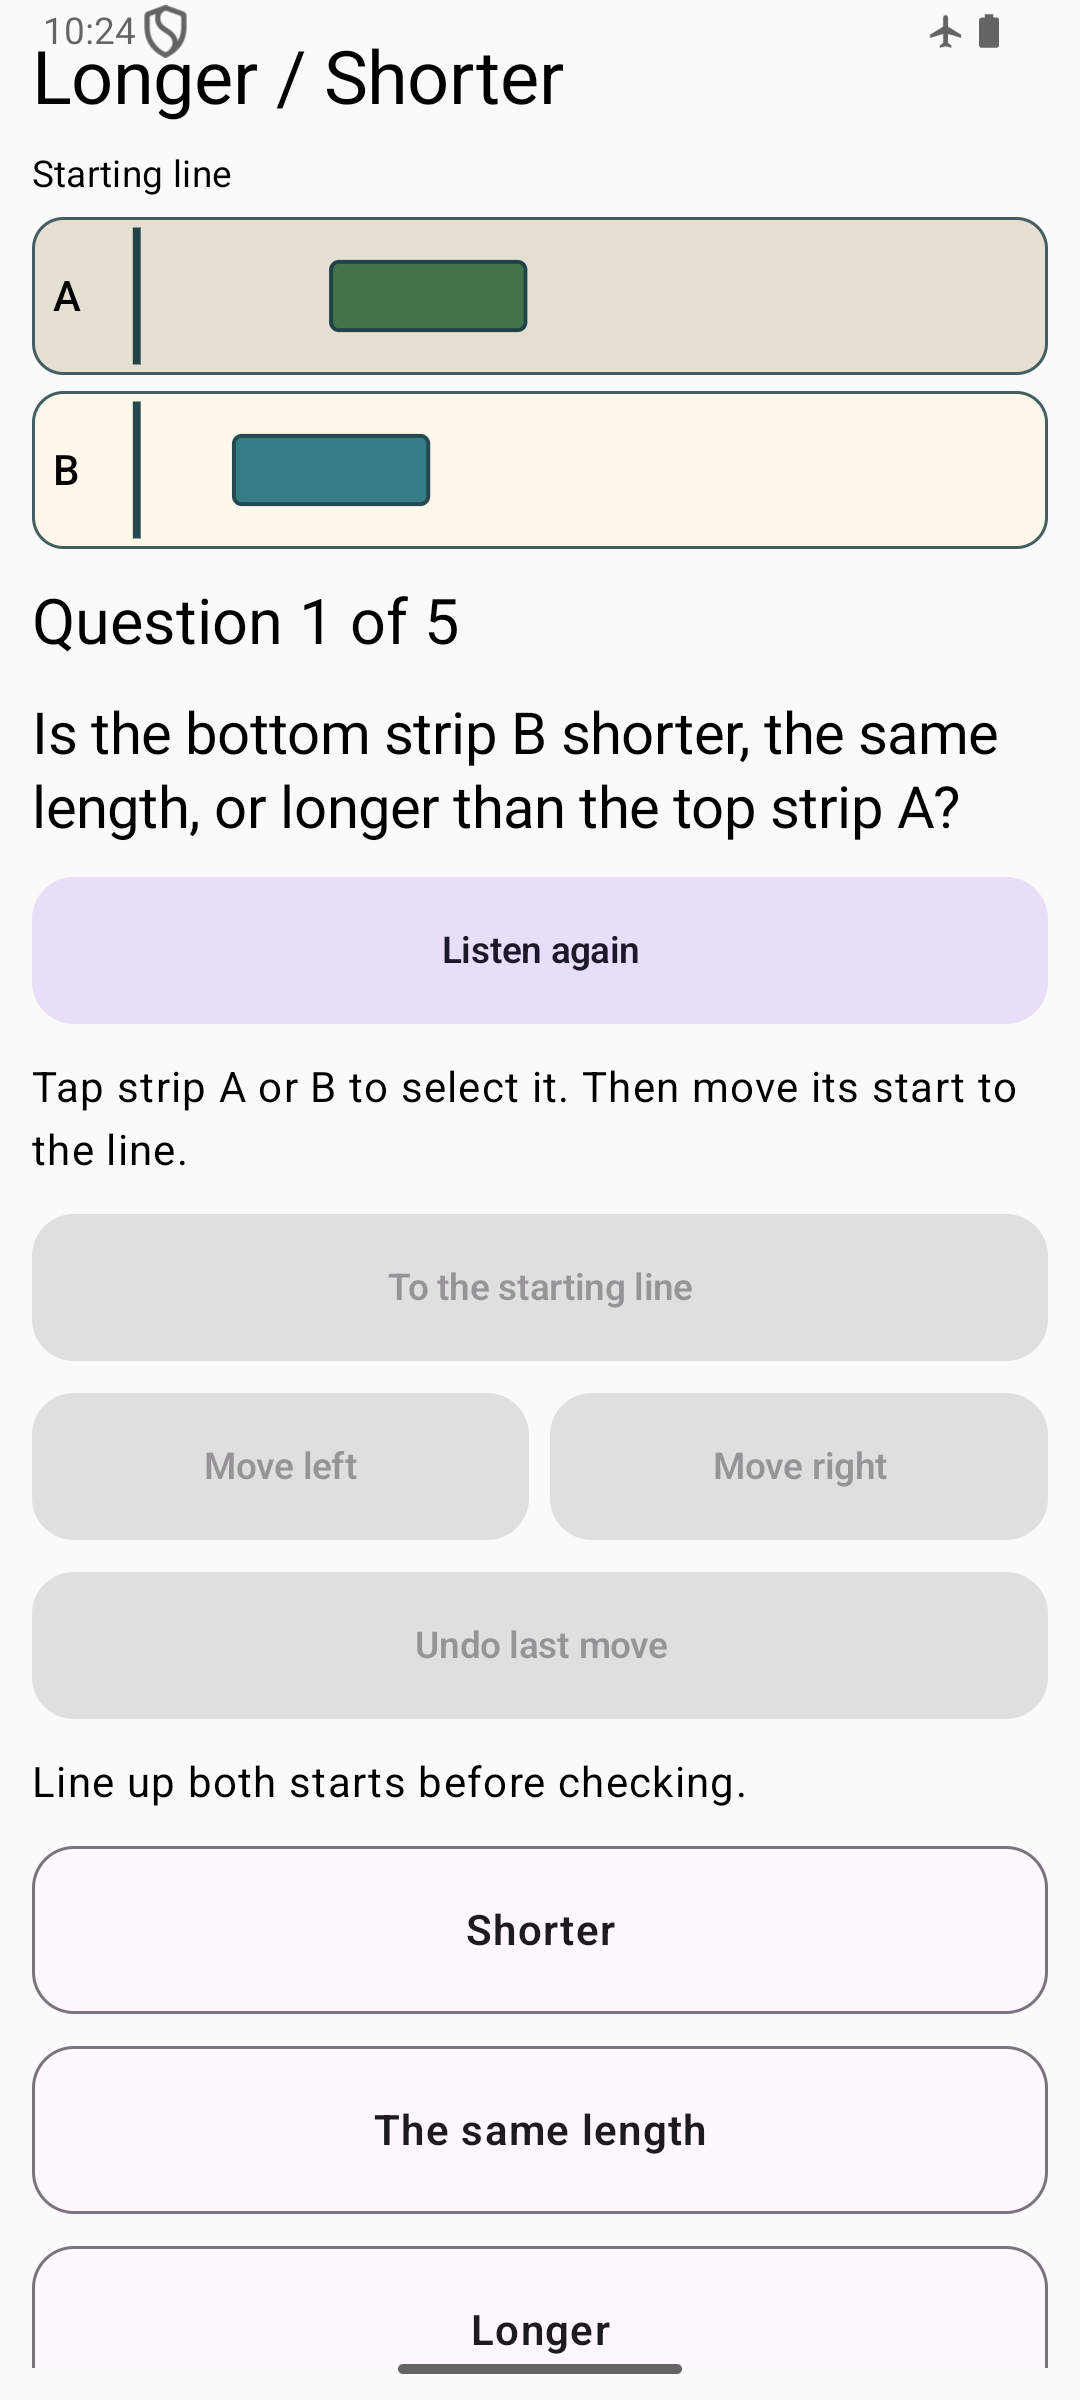 10:24
Longer / Shorter
Starting line
A
B
Question 1 of 5
Is the bottom strip B shorter, the same
length, or longer than the top strip A?
Listen again
Tap strip A or B to select it. Then move its start to
the line.
To the starting line
Move left
Move right
Undo last move
Line up both starts before checking.
Shorter
The same length
Longer